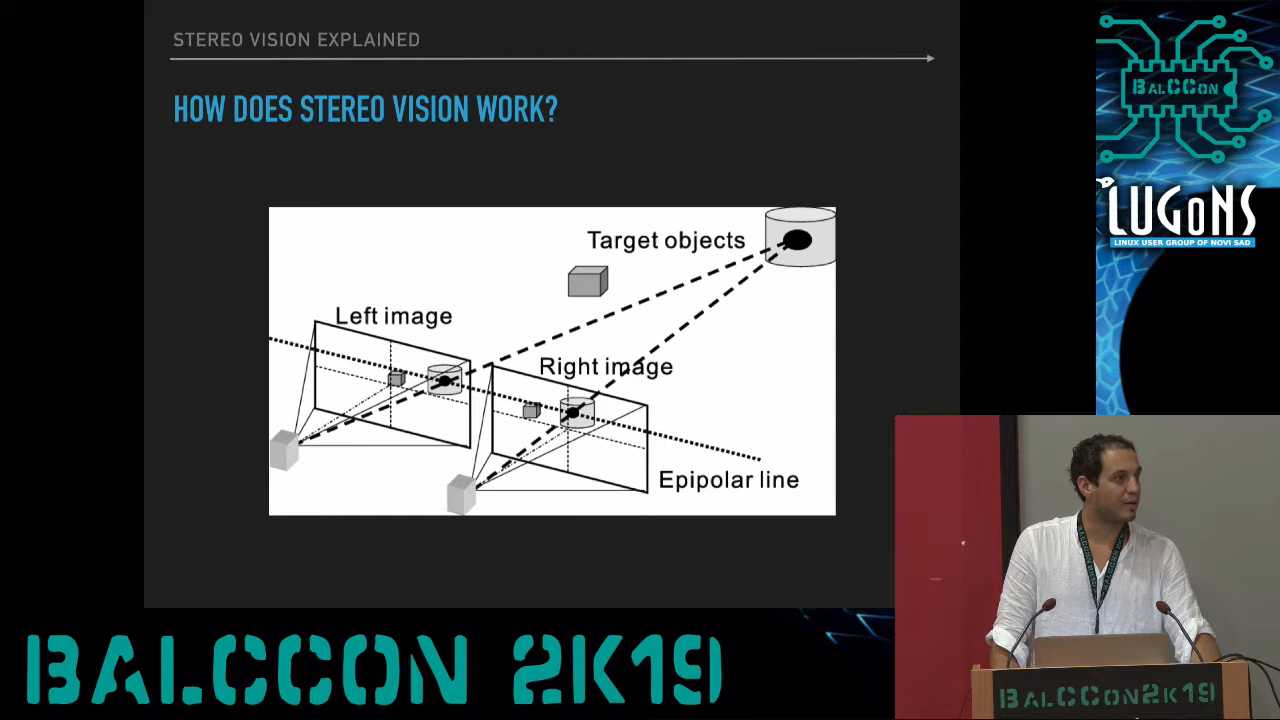 STEREO VISION EXPLAINED
HOW DOES STEREO VISION WORK?
Target objects
Left image
Right image
Epipolar line
BALCCON
LUGONS
LINUX USER GROUP OF NOVI SAD
BALCCON2K19
BALCCON 2K19